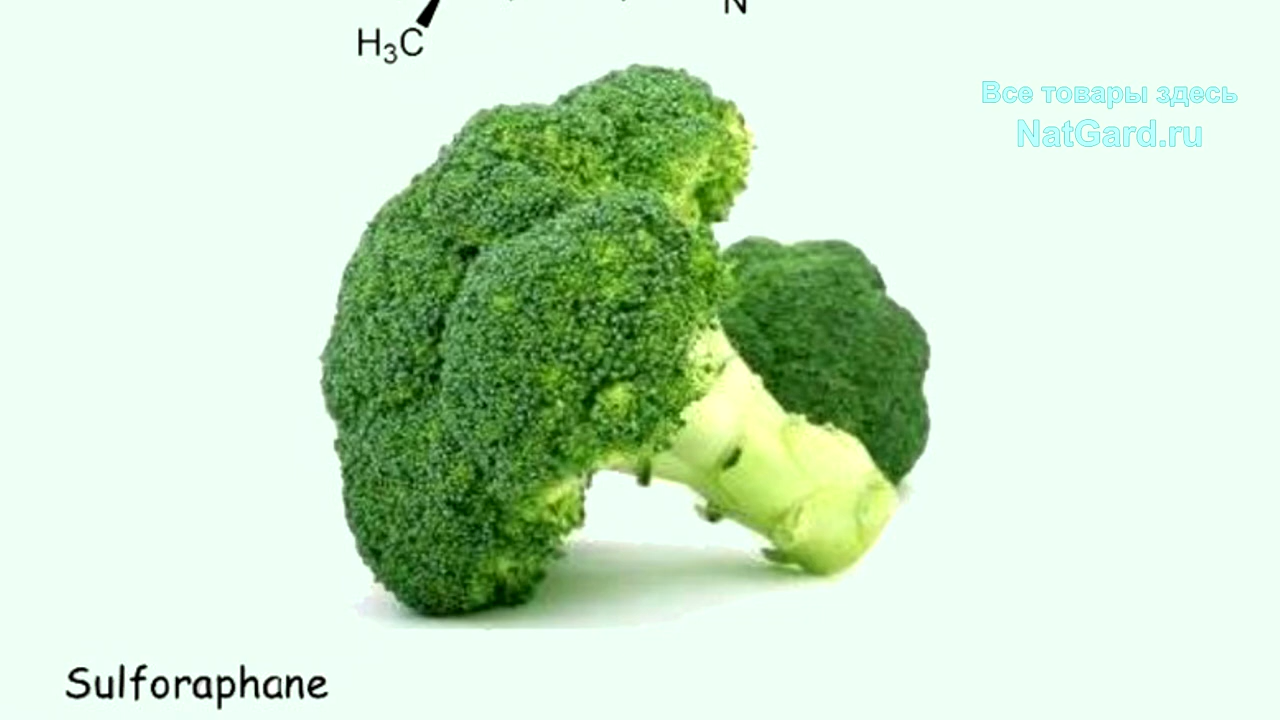 N
H₃C
Все товары здесь
NatGard.ru
Sulforaphane